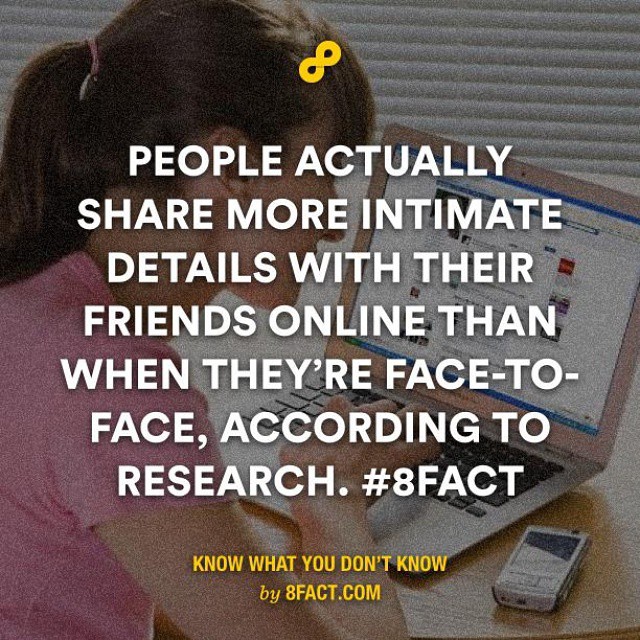 PEOPLE ACTUALLY
SHARE MORE INTIMATE
DETAILS WITH THEIR
FRIENDS ONLINE THAN
WHEN THEY’RE FACE-TO-
FACE, ACCORDING TO
RESEARCH. #8FACT
KNOW WHAT YOU DON’T KNOW
by 8FACT.COM